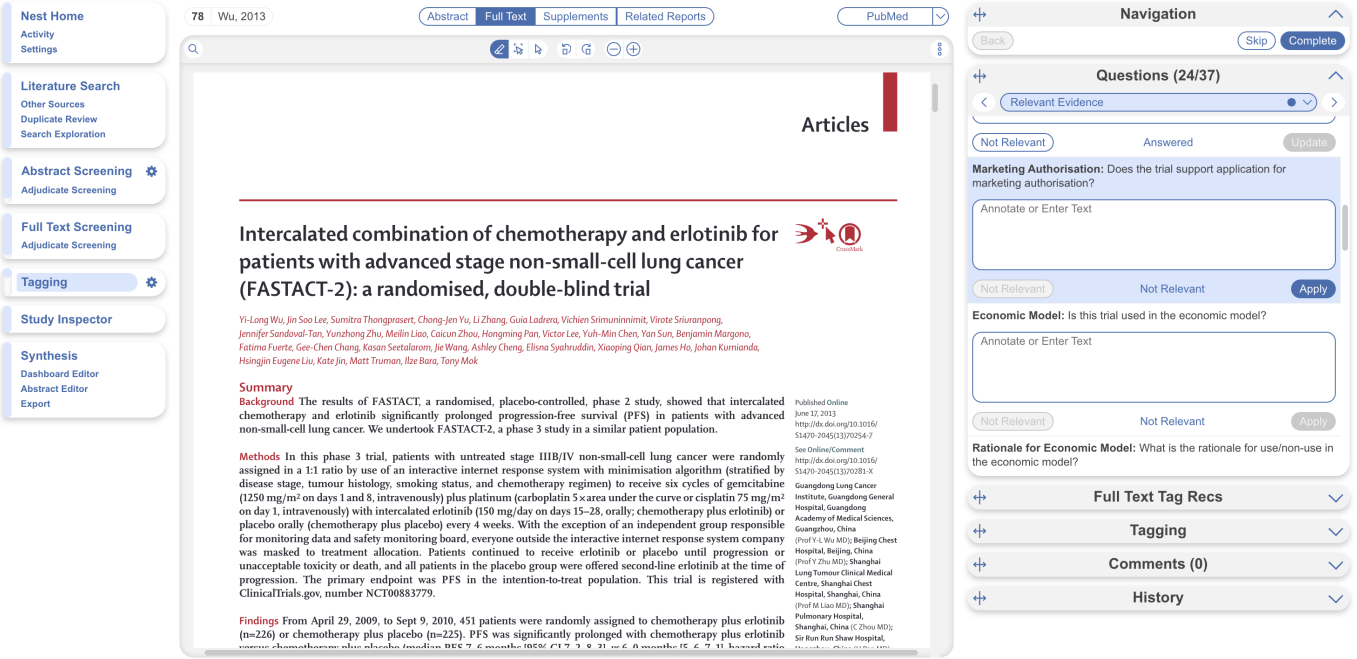 Nest Home
Activity
Settings
Literature Search
Other Sources
Duplicate Review
Search Exploration
Abstract Screening
Adjudicate Screening
Full Text Screening
Adjudicate Screening
Tagging
Study Inspector
Synthesis
Dashboard Editor
Abstract Editor
Export
78 Wu, 2013
Abstract Full Text Supplements Related Reports
PubMed
Articles
Intercalated combination of chemotherapy and erlotinib for
patients with advanced stage non-small-cell lung cancer
(FASTACT-2): a randomised, double-blind trial
CrossMark
Yi-Long Wu, Jin Soo Lee, Sumitra Thongprasert, Chong-Jen Yu, Li Zhang, Guia Ladrera, Vichien Srimuninnimit, Virote Sriuranpong,
Jennifer Sandoval-Tan, Yunzhong Zhu, Meilin Liao, Caicun Zhou, Hongming Pan, Victor Lee, Yuh-Min Chen, Yan Sun, Benjamin Margono,
Fatima Fuerte, Gee-Chen Chang, Kasan Seetalarom, Jie Wang, Ashley Cheng, Elisna Syahruddin, Xiaoping Qian, James Ho, Johan Kurnianda,
Hsingjin Eugene Liu, Kate Jin, Matt Truman, Ilze Bara, Tony Mok
Summary
Background The results of FASTACT, a randomised, placebo-controlled, phase 2 study, showed that intercalated
chemotherapy and erlotinib significantly prolonged progression-free survival (PFS) in patients with advanced
non-small-cell lung cancer. We undertook FASTACT-2, a phase 3 study in a similar patient population.
Methods In this phase 3 trial, patients with untreated stage IIIB/IV non-small-cell lung cancer were randomly
assigned in a 1:1 ratio by use of an interactive internet response system with minimisation algorithm (stratified by
disease stage, tumour histology, smoking status, and chemotherapy regimen) to receive six cycles of gemcitabine
(1250 mg/m² on days 1 and 8, intravenously) plus platinum (carboplatin 5 × area under the curve or cisplatin 75 mg/m²
on day 1, intravenously) with intercalated erlotinib (150 mg/day on days 15–28, orally; chemotherapy plus erlotinib) or
placebo orally (chemotherapy plus placebo) every 4 weeks. With the exception of an independent group responsible
for monitoring data and safety monitoring board, everyone outside the interactive internet response system company
was masked to treatment allocation. Patients continued to receive erlotinib or placebo until progression or
unacceptable toxicity or death, and all patients in the placebo group were offered second-line erlotinib at the time of
progression. The primary endpoint was PFS in the intention-to-treat population. This trial is registered with
ClinicalTrials.gov, number NCT00883779.
Findings From April 29, 2009, to Sept 9, 2010, 451 patients were randomly assigned to chemotherapy plus erlotinib
(n=226) or chemotherapy plus placebo (n=225). PFS was significantly prolonged with chemotherapy plus erlotinib
versus chemotherapy plus placebo (median PFS 7·6 months [95% CI 7·2–8·3] vs 6·0 months [5·6–7·1], hazard ratio
Published Online
June 17, 2013
http://dx.doi.org/10.1016/
S1470-2045(13)70254-7
See Online/Comment
http://dx.doi.org/10.1016/
S1470-2045(13)70281-X
Guangdong Lung Cancer
Institute, Guangdong General
Hospital, Guangdong
Academy of Medical Sciences,
Guangzhou, China
(Prof Y-L Wu MD); Beijing Chest
Hospital, Beijing, China
(Prof Y Zhu MD); Shanghai
Lung Tumour Clinical Medical
Centre, Shanghai Chest
Hospital, Shanghai, China
(Prof M Liao MD); Shanghai
Pulmonary Hospital,
Shanghai, China (C Zhou MD);
Sir Run Run Shaw Hospital,
Navigation
Back Skip Complete
Questions (24/37)
Relevant Evidence
Not Relevant Answered Update
Marketing Authorisation: Does the trial support application for
marketing authorisation?
Annotate or Enter Text
Not Relevant Not Relevant Apply
Economic Model: Is this trial used in the economic model?
Annotate or Enter Text
Not Relevant Not Relevant Apply
Rationale for Economic Model: What is the rationale for use/non-use in
the economic model?
Full Text Tag Recs
Tagging
Comments (0)
History